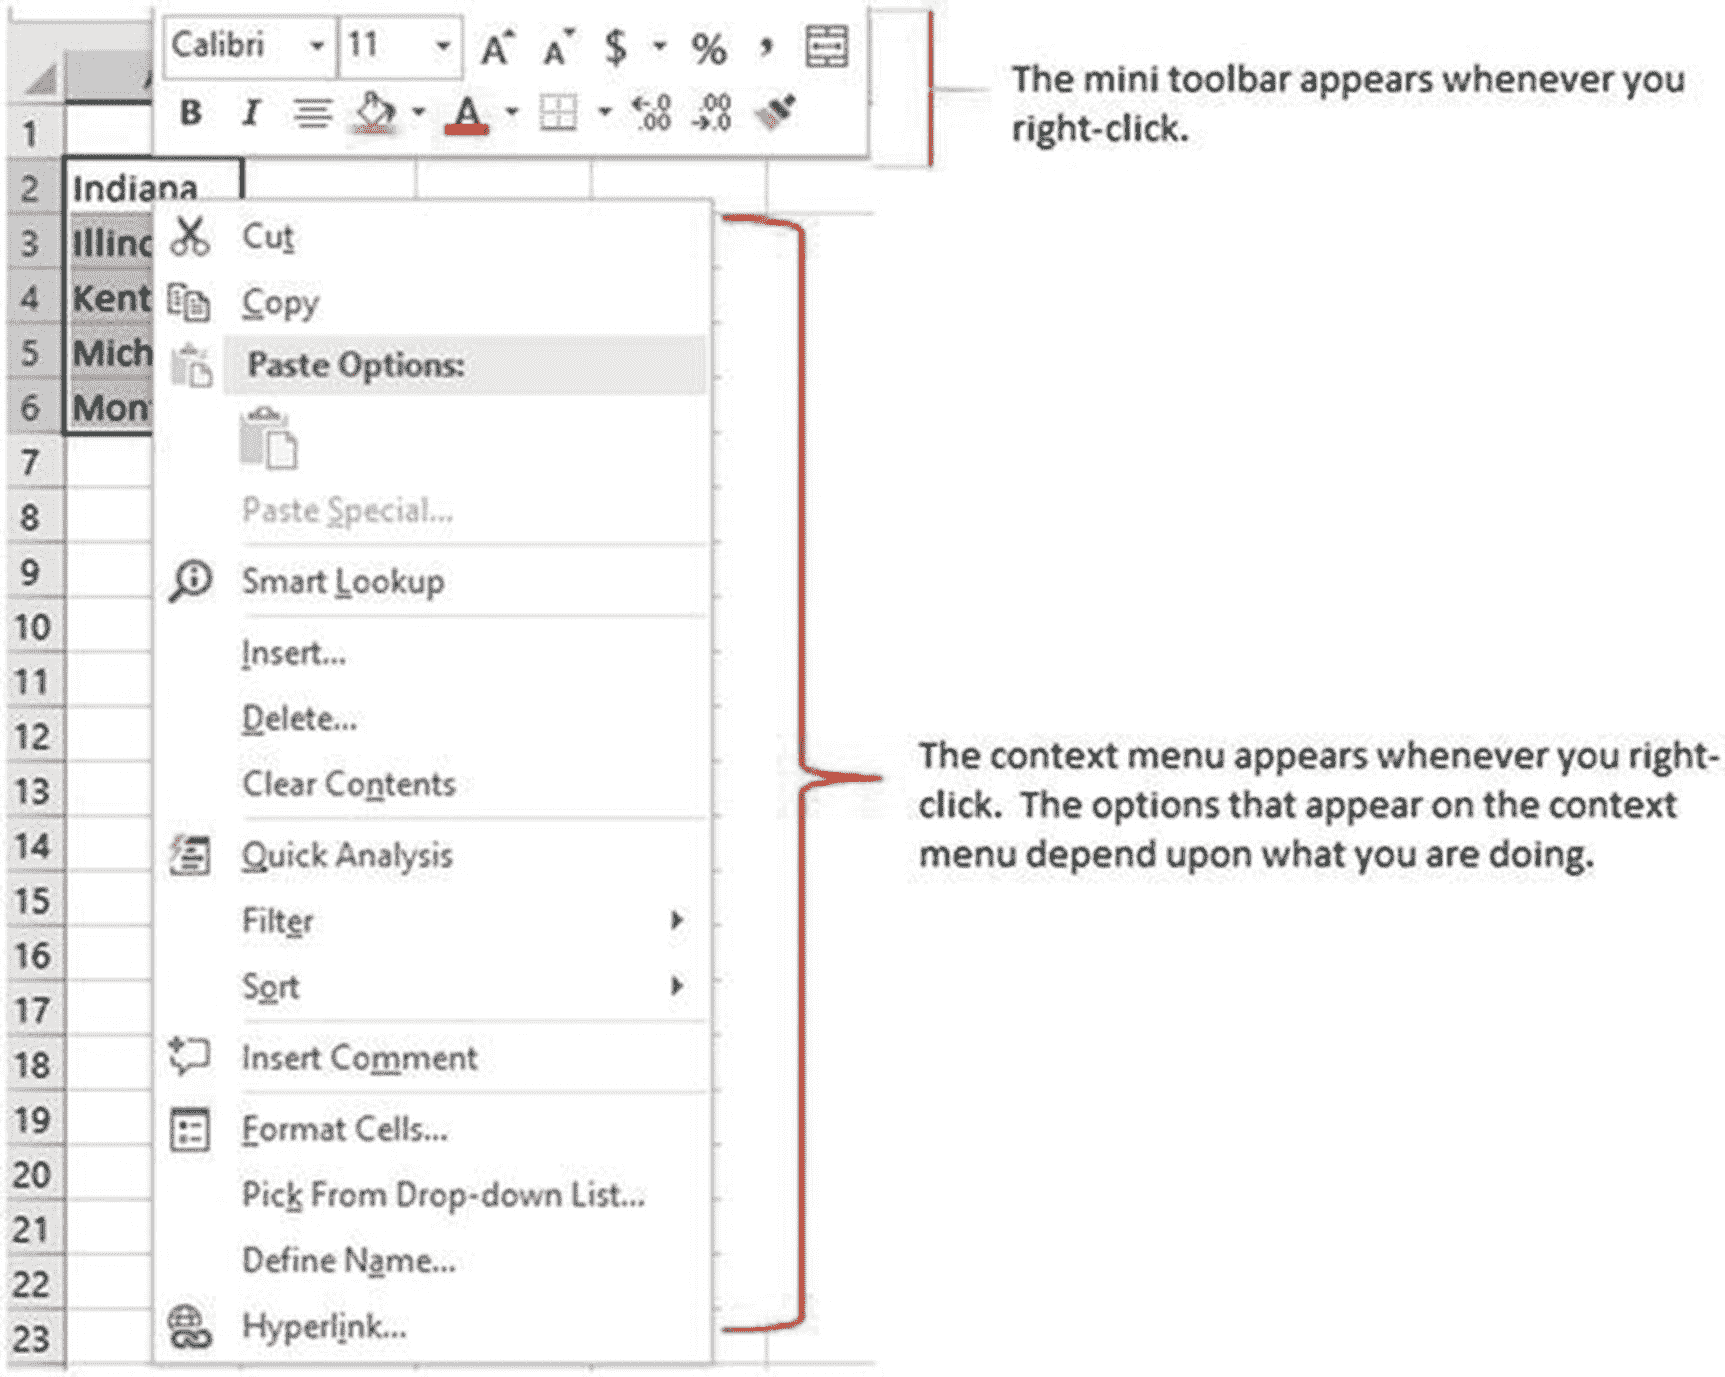 Calibri 11 A A $ % ,
B I A ←.0 .00 .00 →.0
The mini toolbar appears whenever you
right-click.
1
2 Indiana
3
4
5
6
7
8
9
10
11
12
13
14
15
16
17
18
19
20
21
22
23
Cut
Copy
Paste Options:
Paste Special...
Smart Lookup
Insert...
Delete...
Clear Contents
Quick Analysis
Filter
Sort
Insert Comment
Format Cells...
Pick From Drop-down List...
Define Name...
Hyperlink...
The context menu appears whenever you right-
click. The options that appear on the context
menu depend upon what you are doing.